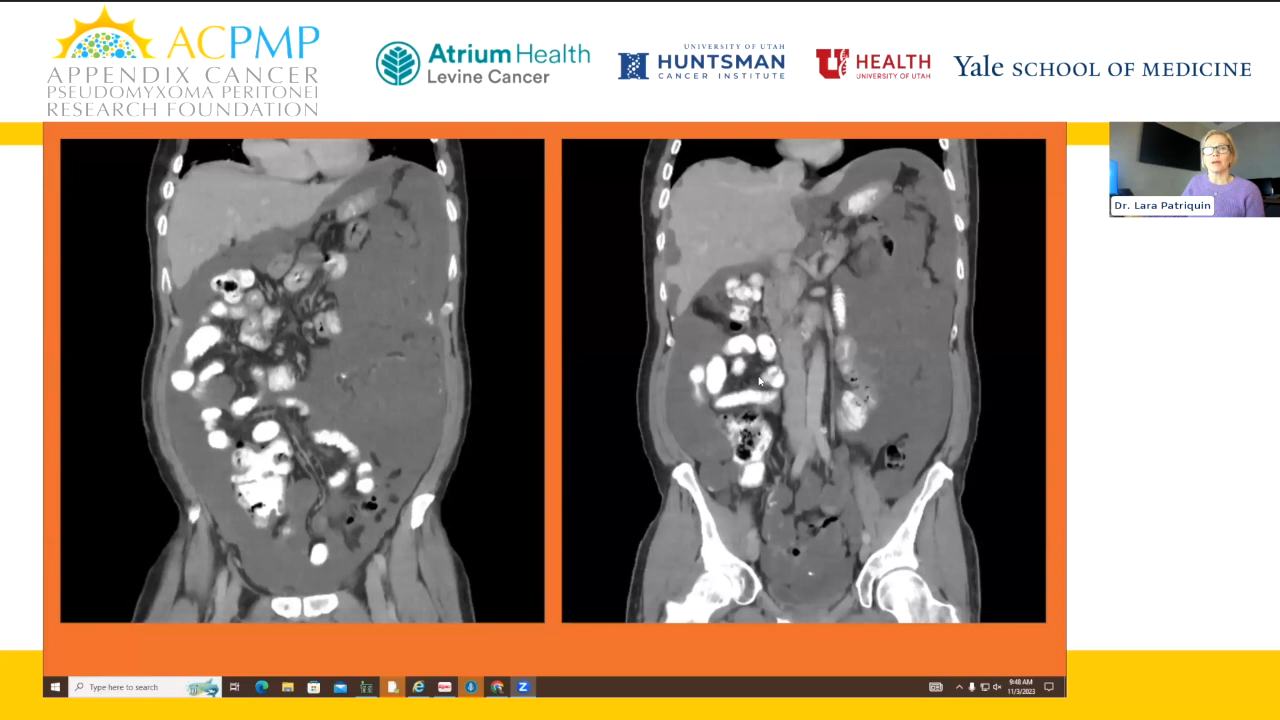 ACPMP
APPENDIX CANCER
PSEUDOMYXOMA PERITONEI
RESEARCH FOUNDATION
Atrium Health
Levine Cancer
UNIVERSITY OF UTAH
HUNTSMAN
CANCER INSTITUTE
U HEALTH
UNIVERSITY OF UTAH
Yale SCHOOL OF MEDICINE
Dr. Lara Patriquin
Type here to search
9:48 AM
11/3/2023